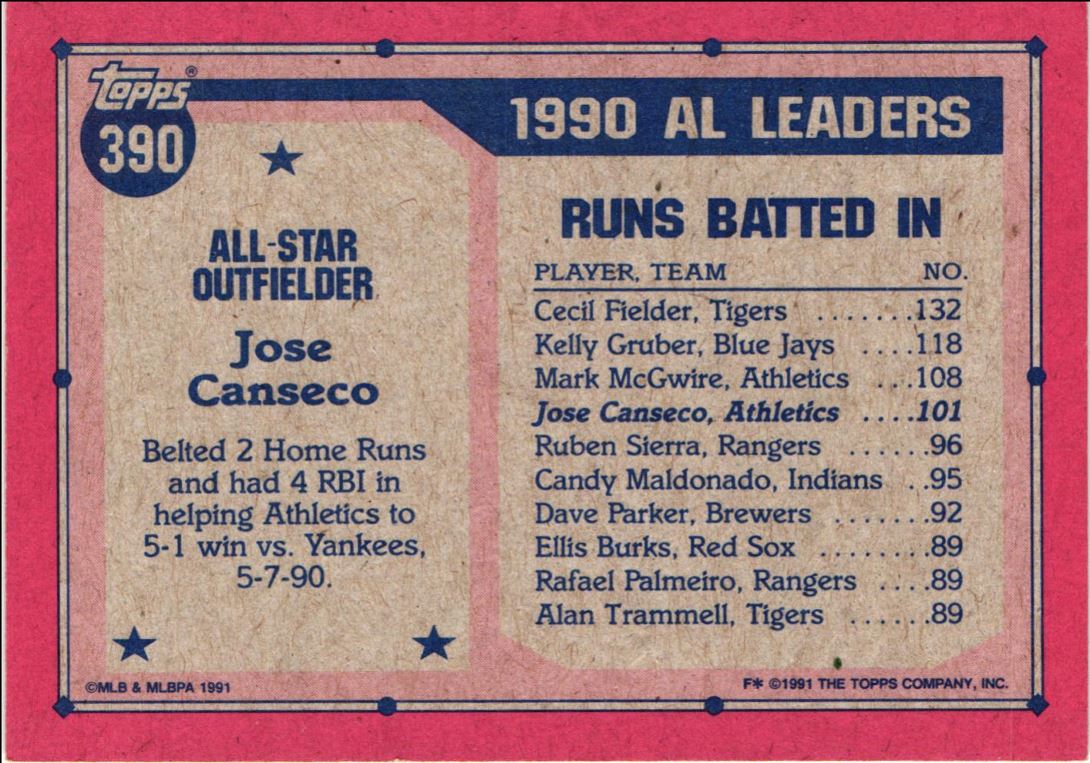 topps®
390
ALL-STAR
OUTFIELDER
Jose
Canseco
Belted 2 Home Runs
and had 4 RBI in
helping Athletics to
5-1 win vs. Yankees,
5-7-90.
©MLB & MLBPA 1991
1990 AL LEADERS
RUNS BATTED IN
PLAYER, TEAM NO.
Cecil Fielder, Tigers .......132
Kelly Gruber, Blue Jays ....118
Mark McGwire, Athletics ...108
Jose Canseco, Athletics ....101
Ruben Sierra, Rangers ......96
Candy Maldonado, Indians ..95
Dave Parker, Brewers .......92
Ellis Burks, Red Sox ........89
Rafael Palmeiro, Rangers ....89
Alan Trammell, Tigers ......89
F* ©1991 THE TOPPS COMPANY, INC.